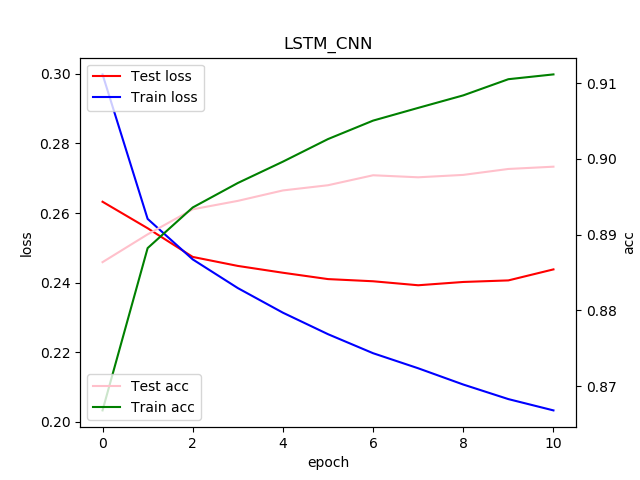 LSTM_CNN
Test loss
Train loss
Test acc
Train acc
0.30
0.28
0.26
0.24
0.22
0.20
loss
0.91
0.90
0.89
0.88
0.87
acc
0 2 4 6 8 10
epoch